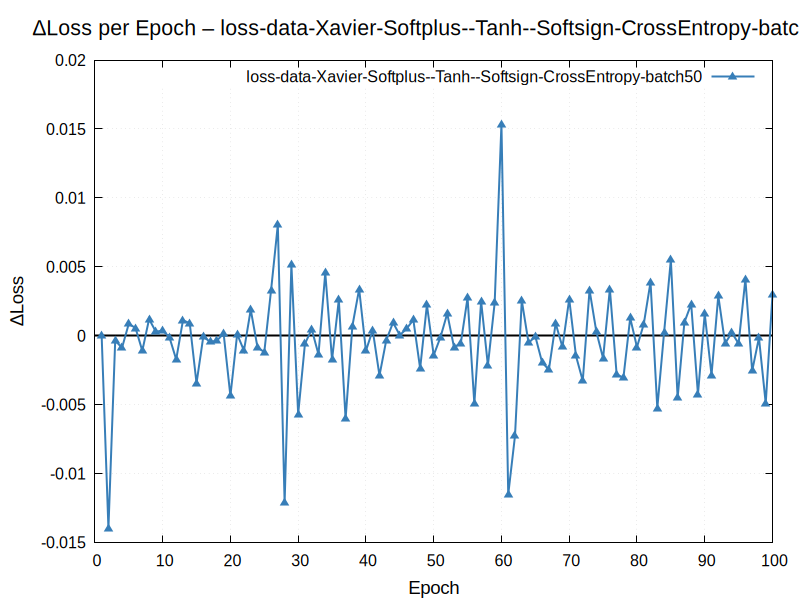 ΔLoss per Epoch – loss-data-Xavier-Softplus--Tanh--Softsign-CrossEntropy-batc
loss-data-Xavier-Softplus--Tanh--Softsign-CrossEntropy-batch50
0.02
0.015
0.01
0.005
0
-0.005
-0.01
-0.015
ΔLoss
0 10 20 30 40 50 60 70 80 90 100
Epoch